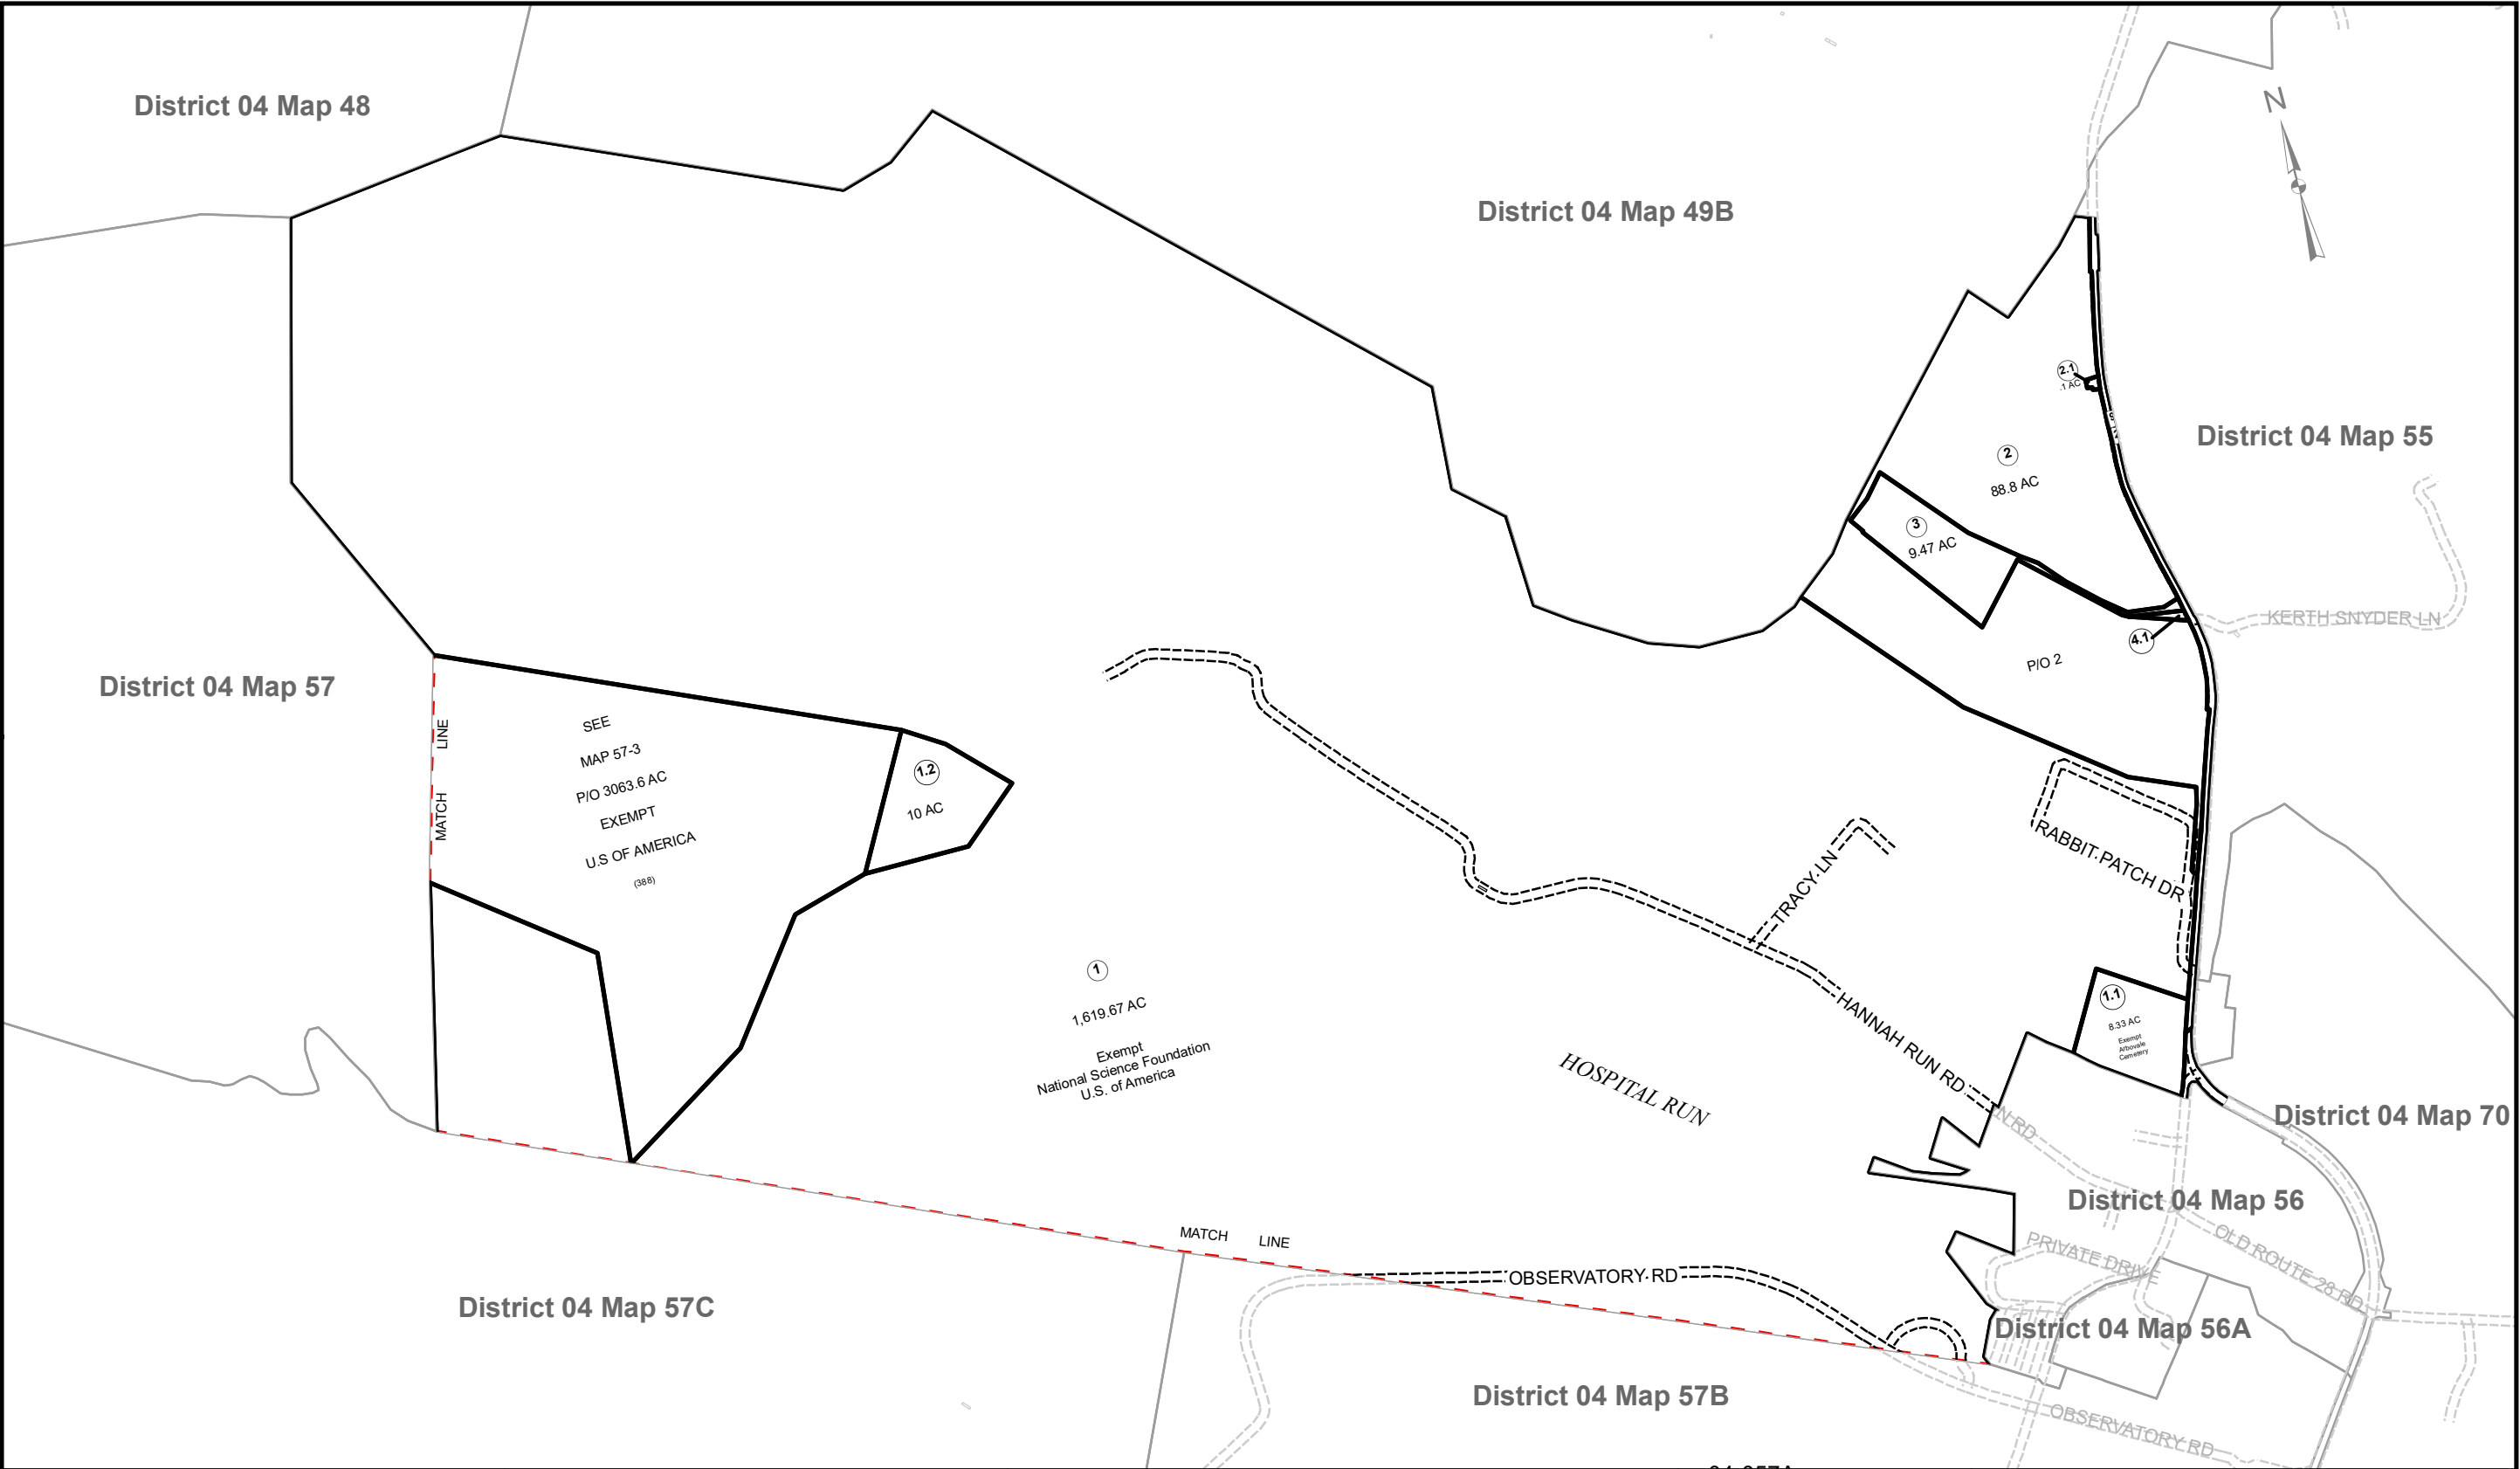 District 04 Map 48
N
District 04 Map 49B
2.1
.1 AC
District 04 Map 55
2
88.8 AC
3
9.47 AC
KERTH SNYDER LN
4.1
P/O 2
District 04 Map 57
MATCH LINE
SEE
MAP 57-3
P/O 3063.6 AC
EXEMPT
U.S OF AMERICA
(388)
1.2
10 AC
RABBIT PATCH DR
TRACY LN
1
1,619.67 AC
Exempt
National Science Foundation
U.S. of America
HANNAH RUN RD
1.1
8.33 AC
Exempt
Arbovale
Cemetery
HOSPITAL RUN
District 04 Map 70
N RD
District 04 Map 56
MATCH LINE
PRIVATE DRIVE
OLD ROUTE 28 RD
OBSERVATORY RD
District 04 Map 57C
District 04 Map 56A
District 04 Map 57B
OBSERVATORY RD